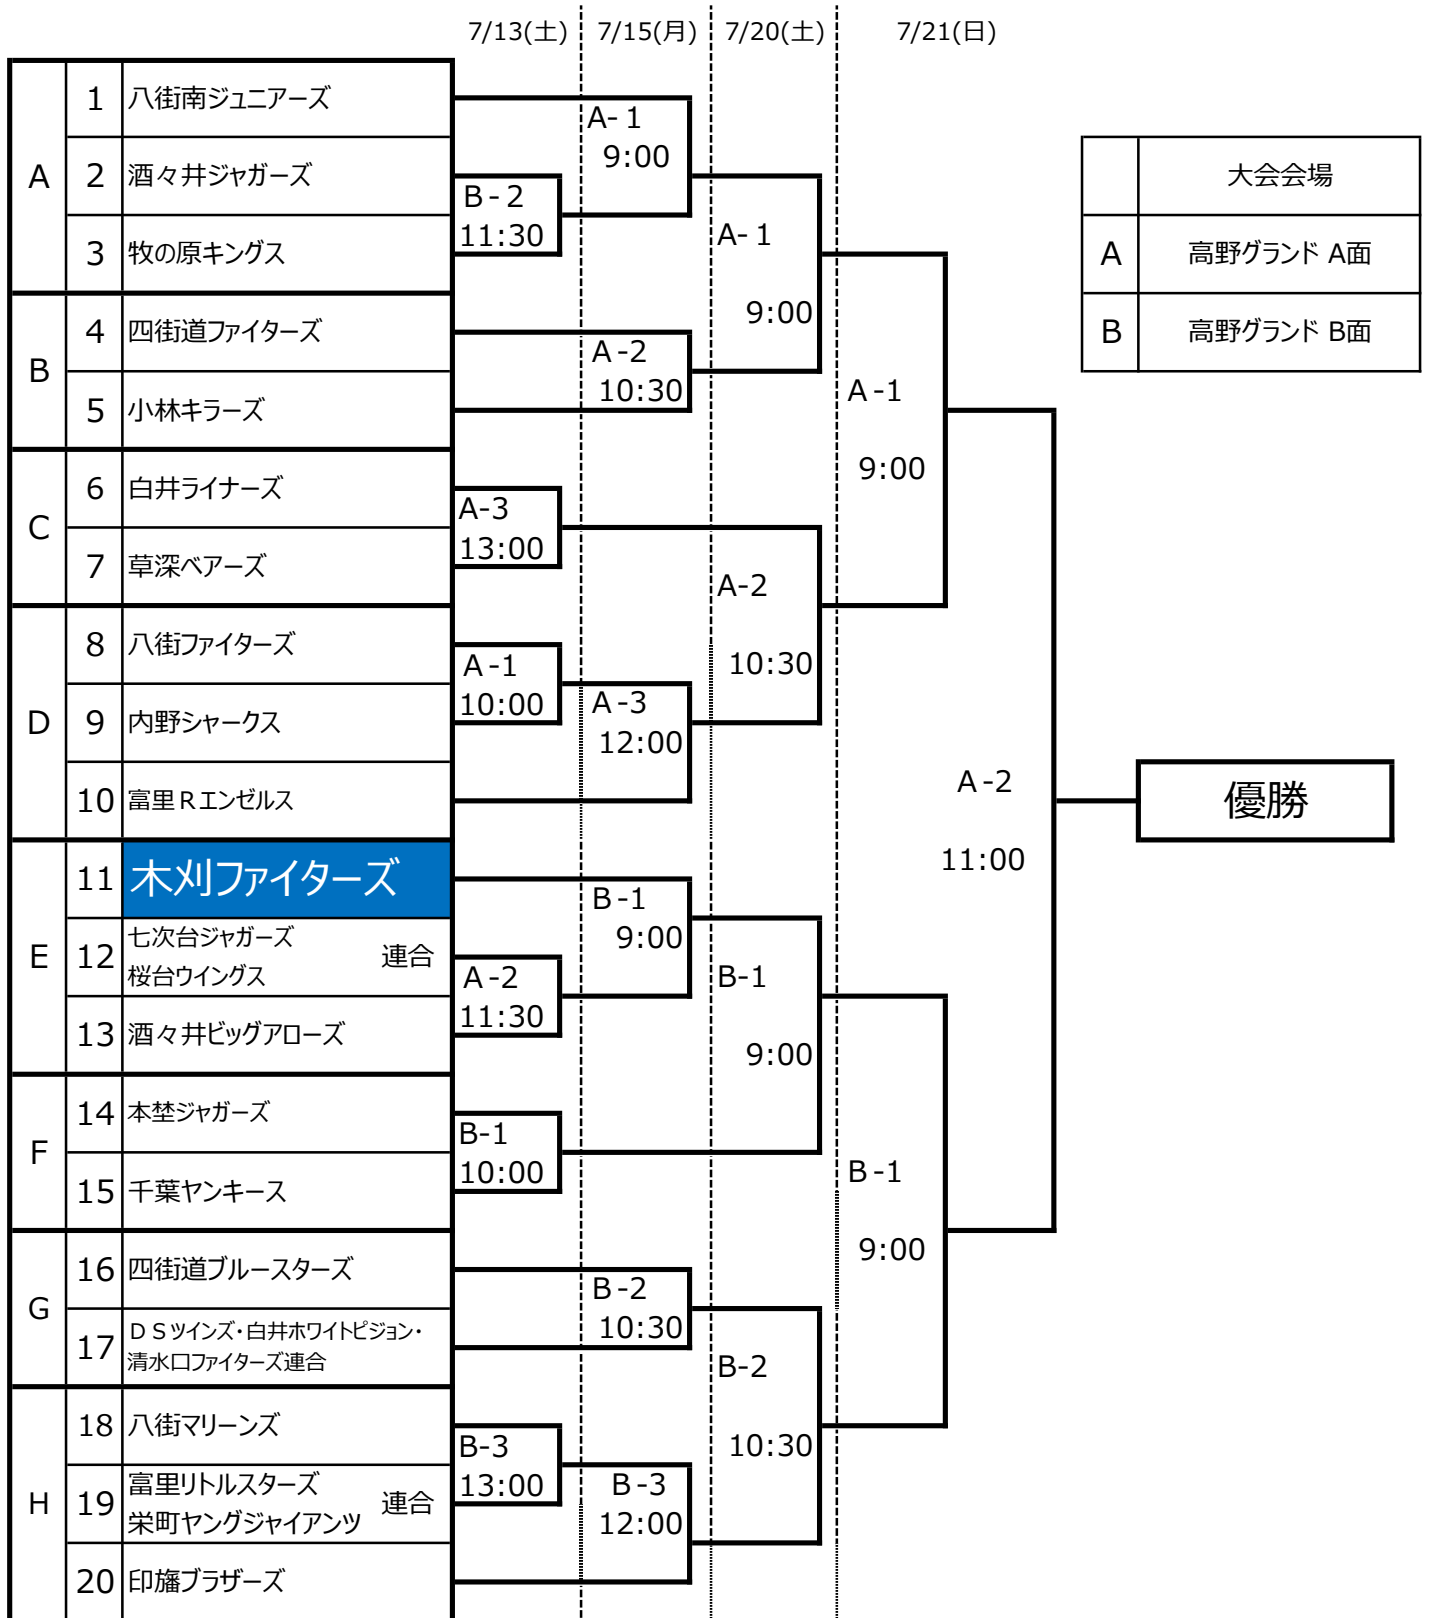 7/13(土) 7/15(月) 7/20(土) 7/21(日)
A
1 八街南ジュニアーズ
2 酒々井ジャガーズ
3 牧の原キングス
B
4 四街道ファイターズ
5 小林キラーズ
C
6 白井ライナーズ
7 草深ベアーズ
D
8 八街ファイターズ
9 内野シャークス
10 富里Rエンゼルス
E
11 木刈ファイターズ
12 七次台ジャガーズ
桜台ウイングス 連合
13 酒々井ビッグアローズ
F
14 本埜ジャガーズ
15 千葉ヤンキース
G
16 四街道ブルースターズ
17 DSツインズ・白井ホワイトピジョン・
清水口ファイターズ連合
H
18 八街マリーンズ
19 富里リトルスターズ
栄町ヤングジャイアンツ 連合
20 印旛ブラザーズ
B-2
11:30
A-3
13:00
A-1
10:00
A-2
11:30
B-1
10:00
B-3
13:00
A-1
9:00
A-2
10:30
A-3
12:00
B-1
9:00
B-2
10:30
B-3
12:00
A-1
9:00
A-2
10:30
B-1
9:00
B-2
10:30
A-1
9:00
B-1
9:00
A-2
11:00
優勝
大会会場
A 高野グランド A面
B 高野グランド B面